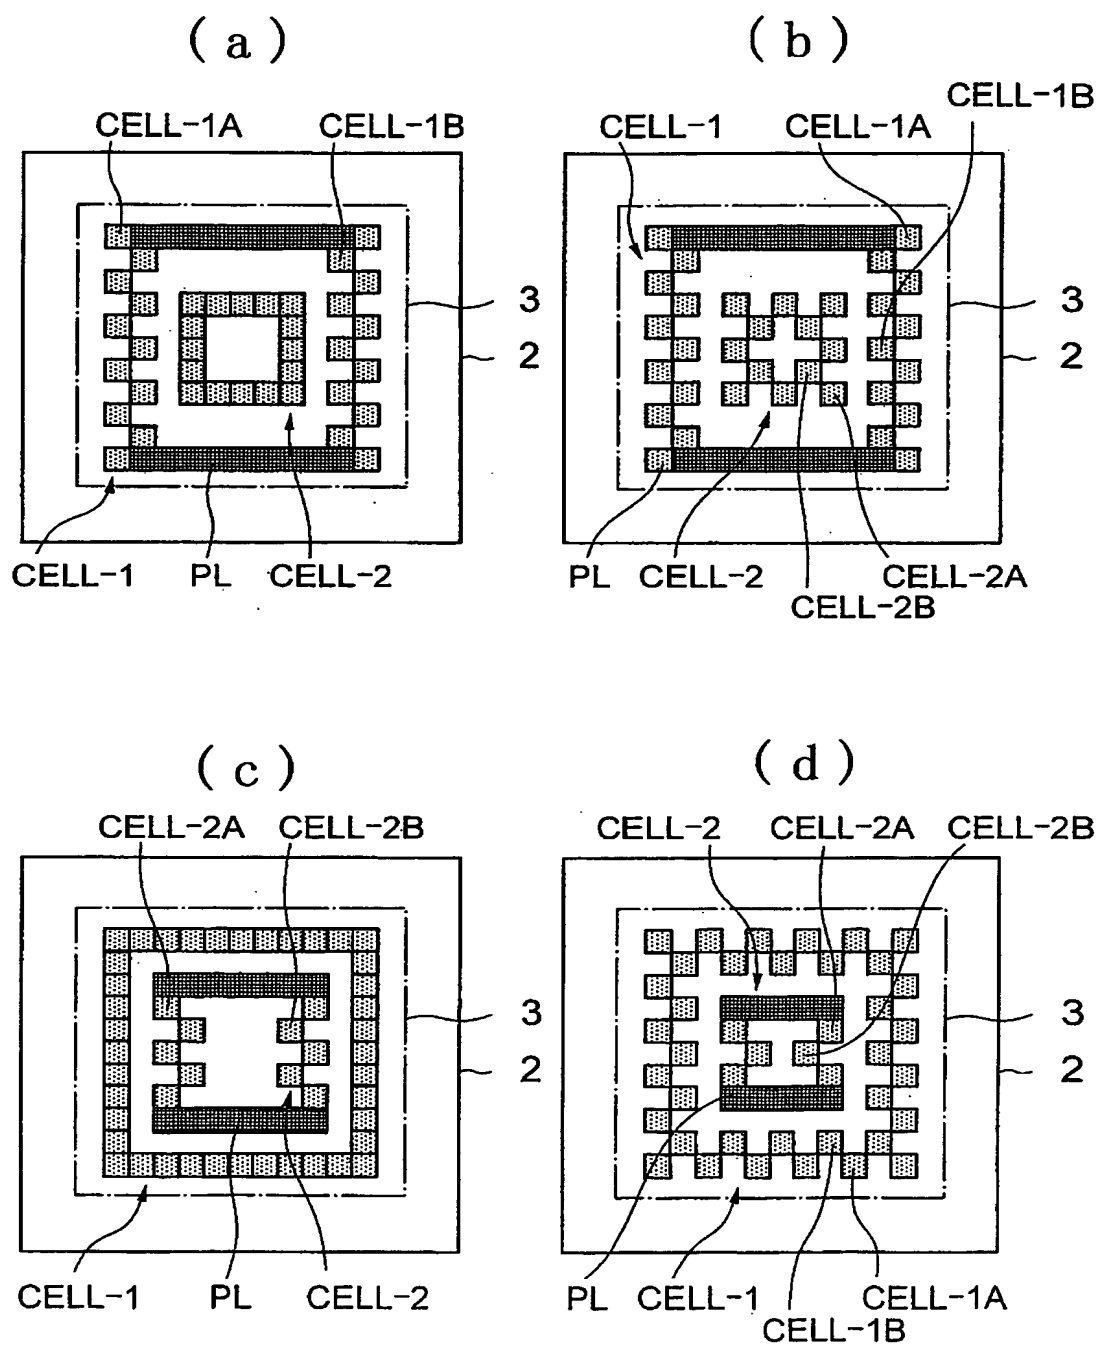 (a)
CELL-1A CELL-1B
3
2
CELL-1 PL CELL-2
(b)
CELL-1B
CELL-1 CELL-1A
3
2
PL CELL-2 CELL-2A
CELL-2B
(c)
CELL-2A CELL-2B
3
2
CELL-1 PL CELL-2
(d)
CELL-2 CELL-2A CELL-2B
3
2
PL CELL-1 CELL-1A
CELL-1B